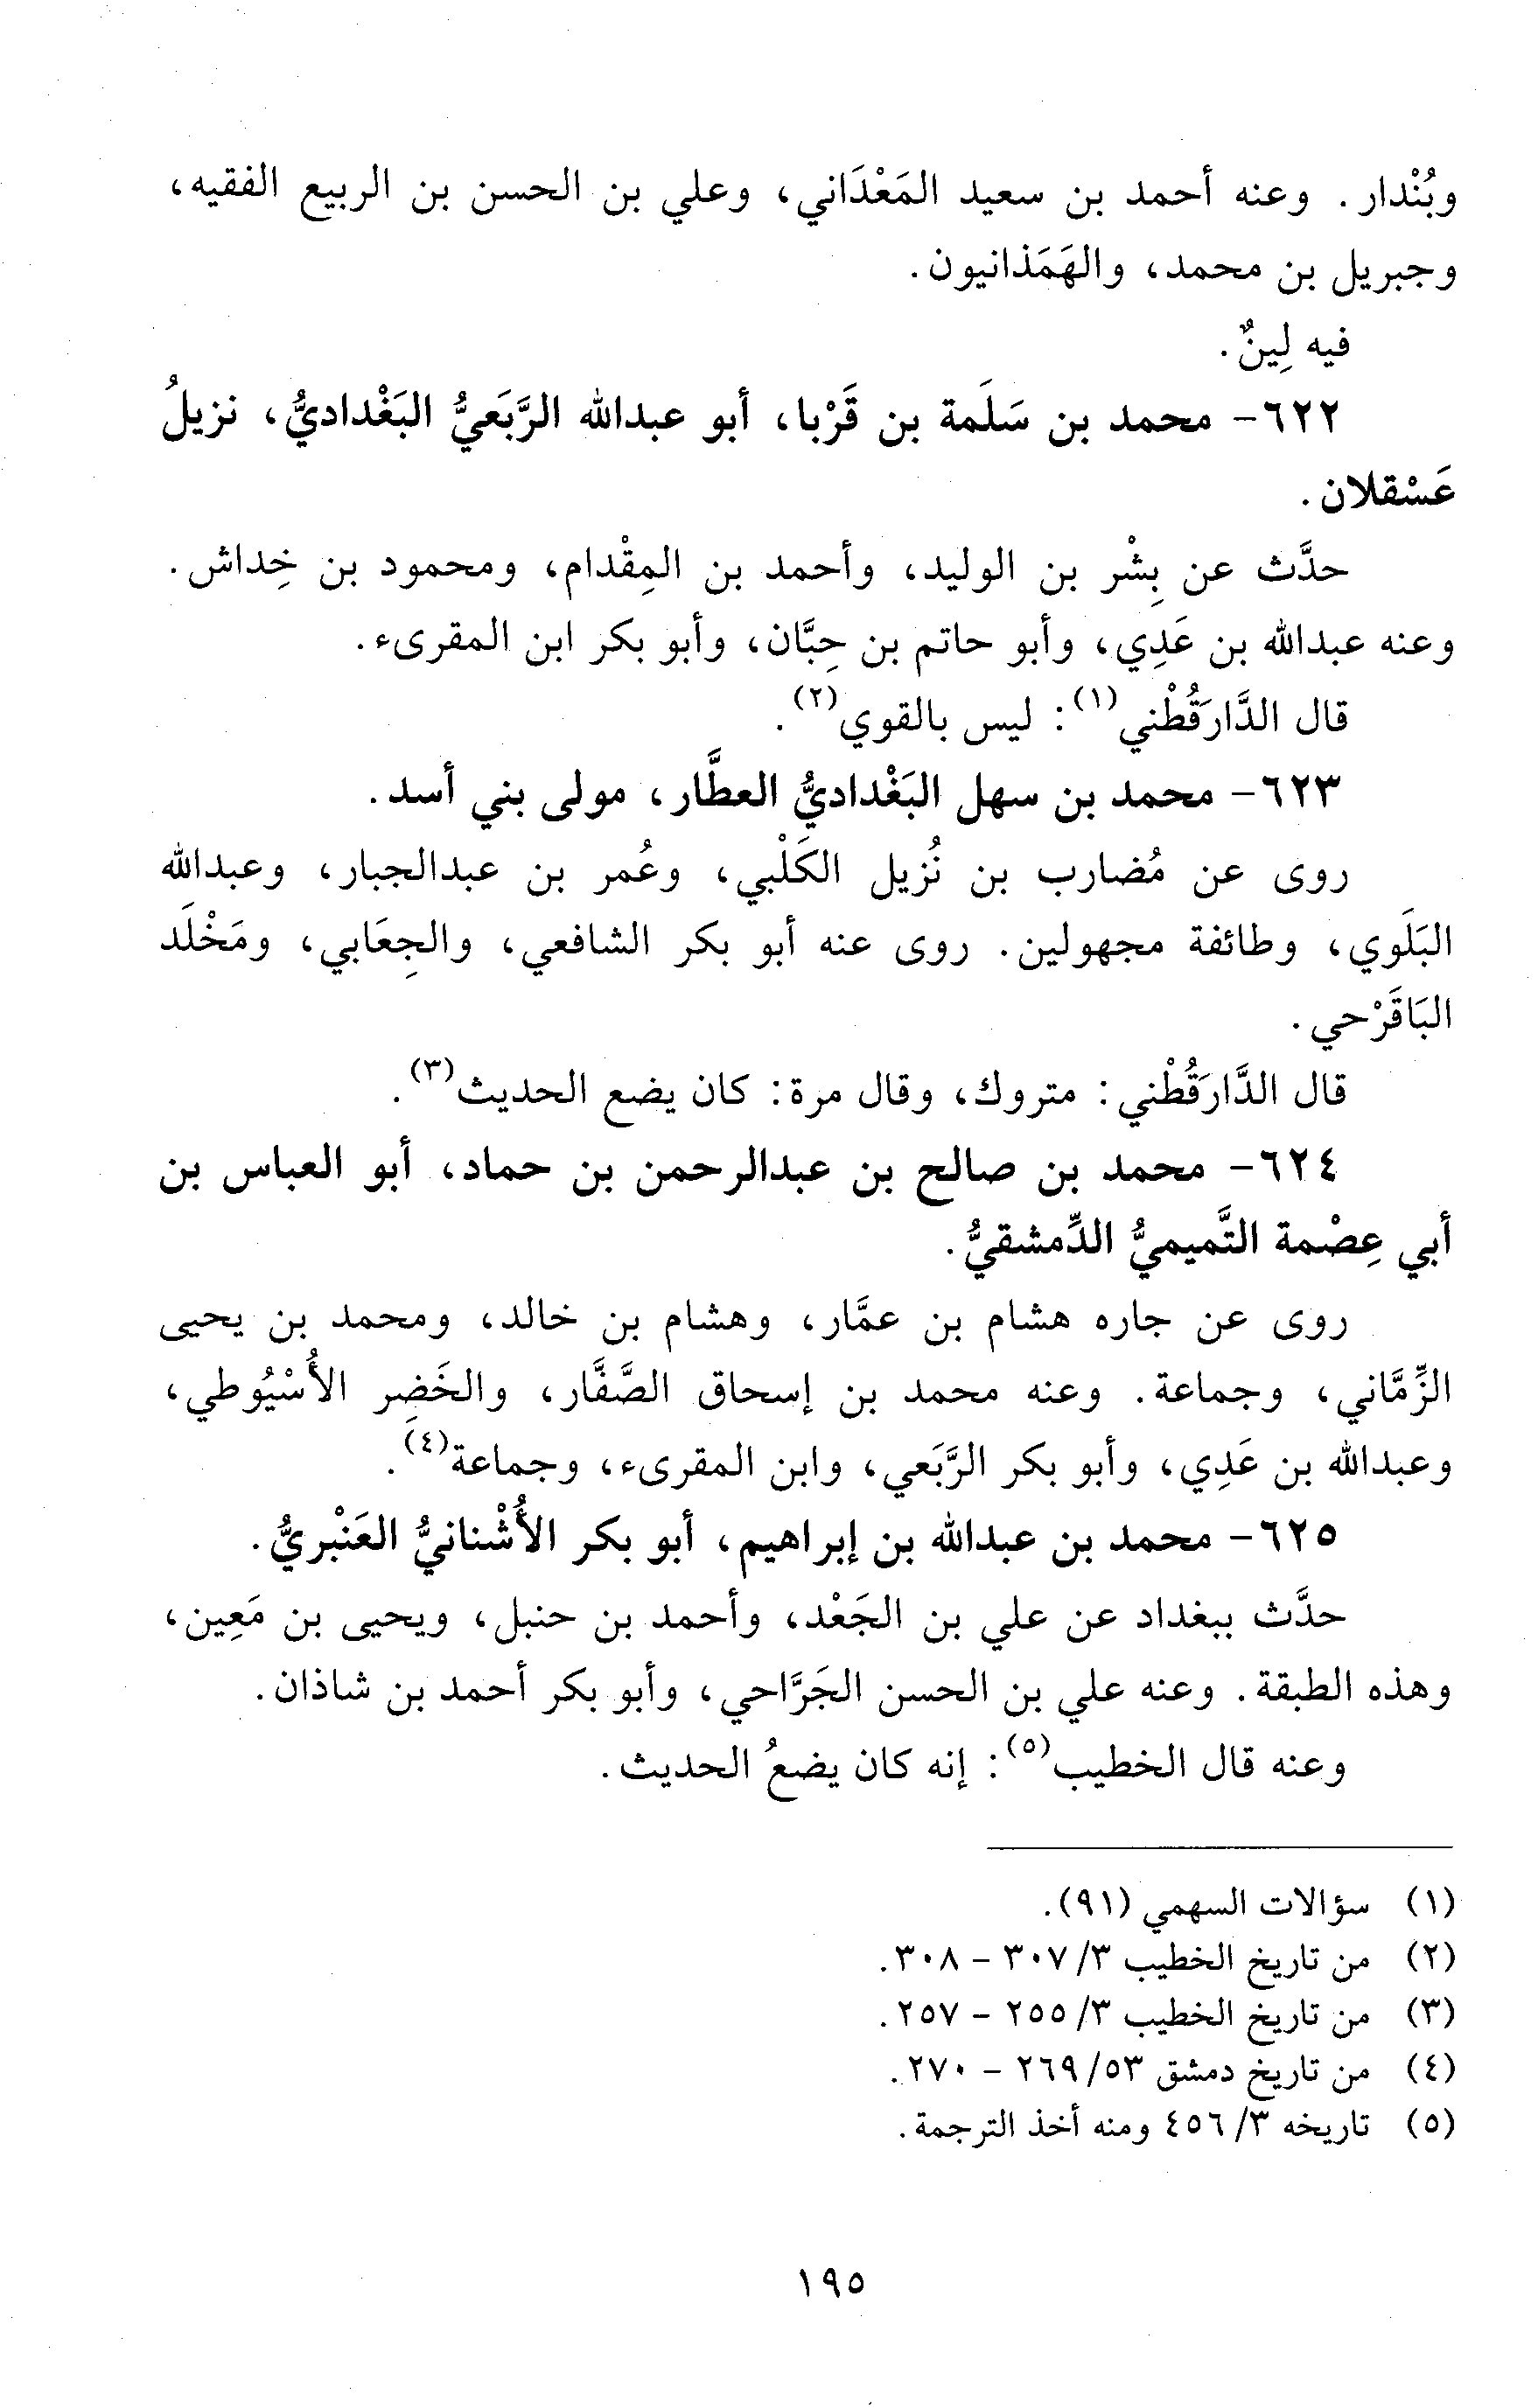 وبُنْدار. وعنه أحمد بن سعيد المَعْدَاني، وعلي بن الحسن بن الربيع الفقيه،
وجبريل بن محمد، والهَمَذانيون.
فيه لِينٌ.
٦٢٢- محمد بن سَلَمة بن قَرْبا، أبو عبدالله الرَّبَعيُّ البَغْداديُّ، نزيلُ
عَسْقلان.
حدَّث عن بِشْر بن الوليد، وأحمد بن المِقْدام، ومحمود بن خِداش.
وعنه عبدالله بن عَدِي، وأبو حاتم بن حِبَّان، وأبو بكر ابن المقرىء.
قال الدَّارَقُطْني(١): ليس بالقوي(٢).
٦٢٣- محمد بن سهل البَغْداديُّ العطَّار، مولى بني أسد.
روى عن مُضارب بن نُزيل الكَلْبي، وعُمر بن عبدالجبار، وعبدالله
البَلَوي، وطائفة مجهولين. روى عنه أبو بكر الشافعي، والجِعَابي، ومَخْلَد
البَاقَرْحي.
قال الدَّارَقُطْني: متروك، وقال مرة: كان يضع الحديث(٣).
٦٢٤- محمد بن صالح بن عبدالرحمن بن حماد، أبو العباس بن
أبي عِصْمة التَّميميُّ الدِّمشقيُّ.
روى عن جاره هشام بن عمَّار، وهشام بن خالد، ومحمد بن يحيى
الزِّمَّاني، وجماعة. وعنه محمد بن إسحاق الصَّفَّار، والخَضِر الأُسْيُوطي،
وعبدالله بن عَدِي، وأبو بكر الرَّبَعي، وابن المقرىء، وجماعة(٤).
٦٢٥- محمد بن عبدالله بن إبراهيم، أبو بكر الأُشْنانيُّ العَنْبريُّ.
حدَّث ببغداد عن علي بن الجَعْد، وأحمد بن حنبل، ويحيى بن مَعِين،
وهذه الطبقة. وعنه علي بن الحسن الجَرَّاحي، وأبو بكر أحمد بن شاذان.
وعنه قال الخطيب(٥): إنه كان يضعُ الحديث.
(١) سؤالات السهمي (٩١).
(٢) من تاريخ الخطيب ٣/ ٣٠٧ - ٣٠٨.
(٣) من تاريخ الخطيب ٣/ ٢٥٥ - ٢٥٧.
(٤) من تاريخ دمشق ٥٣/ ٢٦٩ - ٢٧٠.
(٥) تاريخه ٣/ ٤٥٦ ومنه أخذ الترجمة.
١٩٥